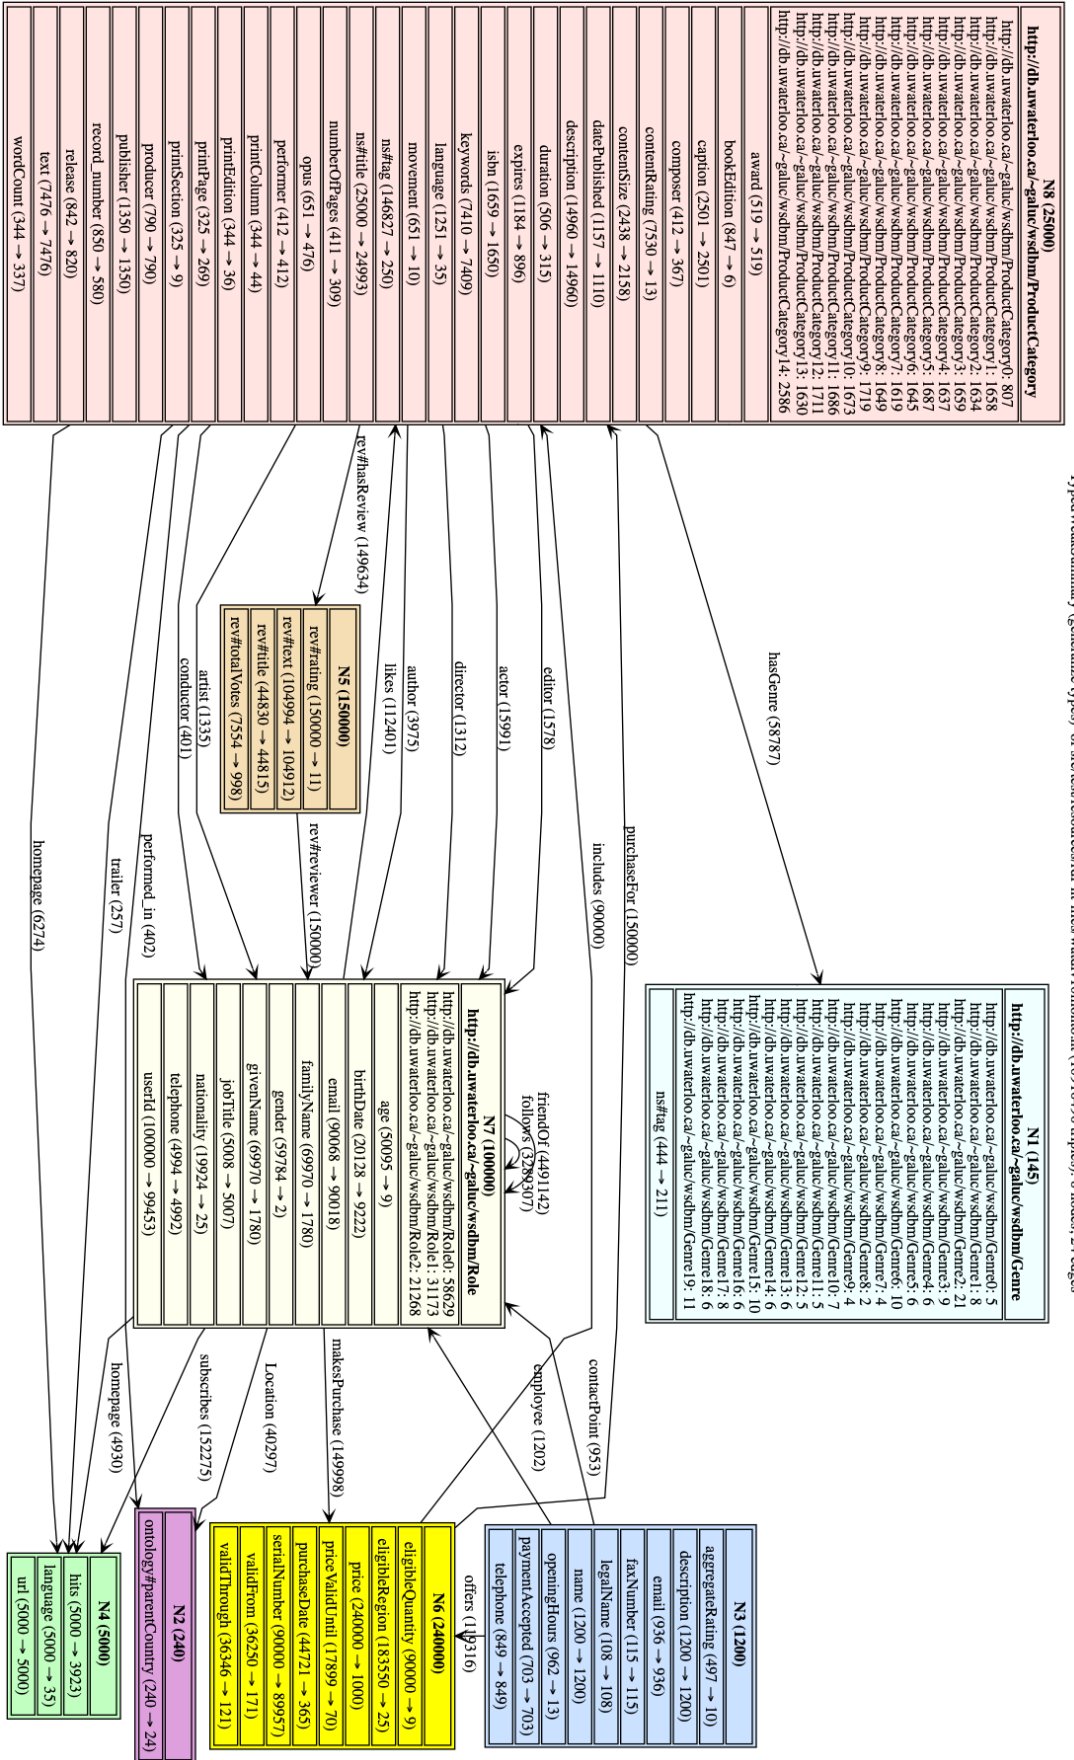 N8 (25000)
http://db.uwaterloo.ca/~galuc/wsdbm/ProductCategory
http://db.uwaterloo.ca/~galuc/wsdbm/ProductCategory0: 807
http://db.uwaterloo.ca/~galuc/wsdbm/ProductCategory1: 1658
http://db.uwaterloo.ca/~galuc/wsdbm/ProductCategory2: 1634
http://db.uwaterloo.ca/~galuc/wsdbm/ProductCategory3: 1659
http://db.uwaterloo.ca/~galuc/wsdbm/ProductCategory4: 1637
http://db.uwaterloo.ca/~galuc/wsdbm/ProductCategory5: 1687
http://db.uwaterloo.ca/~galuc/wsdbm/ProductCategory6: 1645
http://db.uwaterloo.ca/~galuc/wsdbm/ProductCategory7: 1619
http://db.uwaterloo.ca/~galuc/wsdbm/ProductCategory8: 1649
http://db.uwaterloo.ca/~galuc/wsdbm/ProductCategory9: 1719
http://db.uwaterloo.ca/~galuc/wsdbm/ProductCategory10: 1673
http://db.uwaterloo.ca/~galuc/wsdbm/ProductCategory11: 1686
http://db.uwaterloo.ca/~galuc/wsdbm/ProductCategory12: 1711
http://db.uwaterloo.ca/~galuc/wsdbm/ProductCategory13: 1630
http://db.uwaterloo.ca/~galuc/wsdbm/ProductCategory14: 2586
award (519 → 519)
bookEdition (847 → 6)
caption (2501 → 2501)
composer (412 → 367)
contentRating (7530 → 13)
contentSize (2438 → 2158)
datePublished (1157 → 1110)
description (14960 → 14960)
duration (506 → 315)
expires (1184 → 896)
isbn (1659 → 1650)
keywords (7410 → 7409)
language (1251 → 35)
movement (651 → 10)
ns#tag (146827 → 250)
ns#title (25000 → 24993)
numberOfPages (411 → 309)
opus (651 → 476)
performer (412 → 412)
printColumn (344 → 44)
printEdition (344 → 36)
printPage (325 → 269)
printSection (325 → 9)
producer (790 → 790)
publisher (1350 → 1350)
record_number (850 → 580)
release (842 → 820)
text (7476 → 7476)
wordCount (344 → 337)
hasGenre (58787)
purchaseFor (150000)
includes (90000)
editor (1578)
actor (15991)
director (1312)
author (3975)
likes (112401)
rev#hasReview (149634)
artist (1335)
conductor (401)
performed_in (402)
trailer (257)
homepage (6274)
N5 (150000)
rev#rating (150000 → 11)
rev#text (104994 → 104912)
rev#title (44830 → 44815)
rev#totalVotes (7554 → 998)
rev#reviewer (150000)
N1 (145)
http://db.uwaterloo.ca/~galuc/wsdbm/Genre
http://db.uwaterloo.ca/~galuc/wsdbm/Genre0: 5
http://db.uwaterloo.ca/~galuc/wsdbm/Genre1: 8
http://db.uwaterloo.ca/~galuc/wsdbm/Genre2: 21
http://db.uwaterloo.ca/~galuc/wsdbm/Genre3: 9
http://db.uwaterloo.ca/~galuc/wsdbm/Genre4: 6
http://db.uwaterloo.ca/~galuc/wsdbm/Genre5: 6
http://db.uwaterloo.ca/~galuc/wsdbm/Genre6: 10
http://db.uwaterloo.ca/~galuc/wsdbm/Genre7: 4
http://db.uwaterloo.ca/~galuc/wsdbm/Genre8: 2
http://db.uwaterloo.ca/~galuc/wsdbm/Genre9: 4
http://db.uwaterloo.ca/~galuc/wsdbm/Genre10: 7
http://db.uwaterloo.ca/~galuc/wsdbm/Genre11: 5
http://db.uwaterloo.ca/~galuc/wsdbm/Genre12: 5
http://db.uwaterloo.ca/~galuc/wsdbm/Genre13: 6
http://db.uwaterloo.ca/~galuc/wsdbm/Genre14: 6
http://db.uwaterloo.ca/~galuc/wsdbm/Genre15: 10
http://db.uwaterloo.ca/~galuc/wsdbm/Genre16: 6
http://db.uwaterloo.ca/~galuc/wsdbm/Genre17: 8
http://db.uwaterloo.ca/~galuc/wsdbm/Genre18: 6
http://db.uwaterloo.ca/~galuc/wsdbm/Genre19: 11
ns#tag (444 → 211)
friendOf (4491142)
follows (3289307)
N7 (100000)
http://db.uwaterloo.ca/~galuc/wsdbm/Role
http://db.uwaterloo.ca/~galuc/wsdbm/Role0: 58629
http://db.uwaterloo.ca/~galuc/wsdbm/Role1: 31173
http://db.uwaterloo.ca/~galuc/wsdbm/Role2: 21268
age (50095 → 9)
birthDate (20128 → 9222)
email (90068 → 90018)
familyName (69970 → 1780)
gender (59784 → 2)
givenName (69970 → 1780)
jobTitle (5008 → 5007)
nationality (19924 → 25)
telephone (4994 → 4992)
userId (100000 → 99453)
contactPoint (953)
employee (1202)
makesPurchase (149998)
Location (40297)
subscribes (152275)
homepage (4930)
N3 (1200)
aggregateRating (497 → 10)
description (1200 → 1200)
email (936 → 936)
faxNumber (115 → 115)
legalName (108 → 108)
name (1200 → 1200)
openingHours (962 → 13)
paymentAccepted (703 → 703)
telephone (849 → 849)
offers (119316)
N6 (240000)
eligibleQuantity (90000 → 9)
eligibleRegion (183550 → 25)
price (240000 → 1000)
priceValidUntil (17899 → 70)
purchaseDate (44721 → 365)
serialNumber (90000 → 89957)
validFrom (36250 → 171)
validThrough (36346 → 121)
N2 (240)
ontology#parentCountry (240 → 24)
N4 (5000)
hits (5000 → 3923)
language (5000 → 35)
url (5000 → 5000)